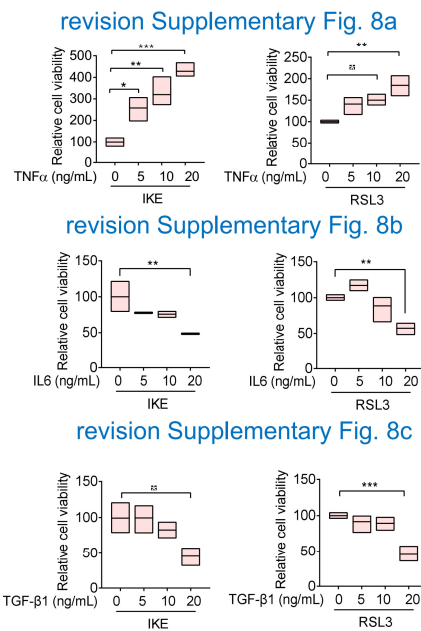 revision Supplementary Fig. 8a
Relative cell viability
500
400
300
200
100
***
**
*
0 5 10 20
TNFα (ng/mL)
IKE
Relative cell viability
250
200
150
100
50
0
**
0 5 10 20
TNFα (ng/mL)
RSL3
revision Supplementary Fig. 8b
Relative cell viability
150
100
50
0
**
0 5 10 20
IL6 (ng/mL)
IKE
Relative cell viability
150
100
50
0
**
0 5 10 20
IL6 (ng/mL)
RSL3
revision Supplementary Fig. 8c
Relative cell viability
150
100
50
0
0 5 10 20
TGF-β1 (ng/mL)
IKE
Relative cell viability
150
100
50
0
***
0 5 10 20
TGF-β1 (ng/mL)
RSL3